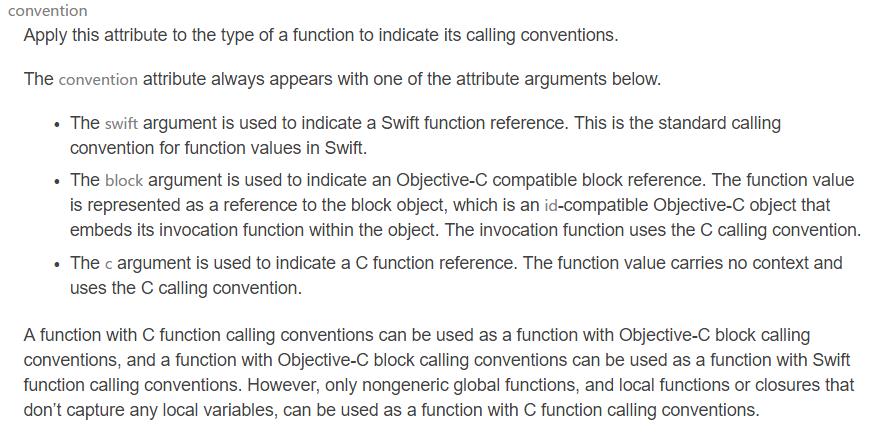 convention
Apply this attribute to the type of a function to indicate its calling conventions.
The convention attribute always appears with one of the attribute arguments below.
• The swift argument is used to indicate a Swift function reference. This is the standard calling
convention for function values in Swift.
• The block argument is used to indicate an Objective-C compatible block reference. The function value
is represented as a reference to the block object, which is an id-compatible Objective-C object that
embeds its invocation function within the object. The invocation function uses the C calling convention.
• The c argument is used to indicate a C function reference. The function value carries no context and
uses the C calling convention.
A function with C function calling conventions can be used as a function with Objective-C block calling
conventions, and a function with Objective-C block calling conventions can be used as a function with Swift
function calling conventions. However, only nongeneric global functions, and local functions or closures that
don’t capture any local variables, can be used as a function with C function calling conventions.